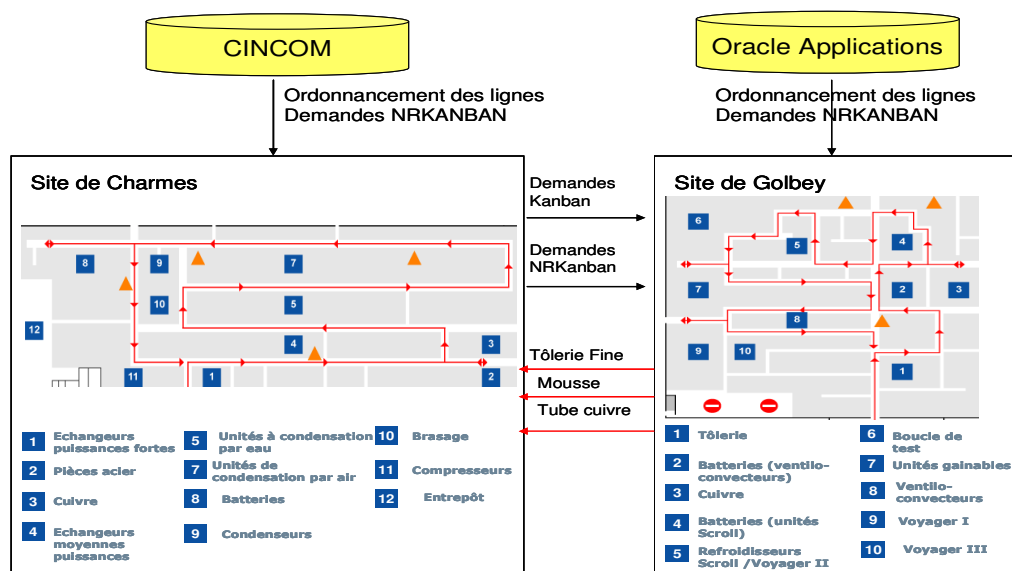 CINCOM
Oracle Applications
Ordonnancement des lignes
Demandes NRKANBAN
Ordonnancement des lignes
Demandes NRKANBAN
Site de Charmes
Demandes
Kanban
Demandes
NRKanban
Tôlerie Fine
Mousse
Tube cuivre
Site de Golbey
8
9
7
10
5
12
4
3
11
1
2
6
5
4
7
2
3
8
9
10
1
1 Echangeurs
puissances fortes
2 Pièces acier
3 Cuivre
4 Echangeurs
moyennes
puissances
5 Unités à condensation
par eau
7 Unités de
condensation par air
8 Batteries
9 Condenseurs
10 Brasage
11 Compresseurs
12 Entrepôt
1 Tôlerie
2 Batteries (ventilo-
convecteurs)
3 Cuivre
4 Batteries (unités
Scroll)
5 Refroidisseurs
Scroll /Voyager II
6 Boucle de
test
7 Unités gainables
8 Ventilo-
convecteurs
9 Voyager I
10 Voyager III